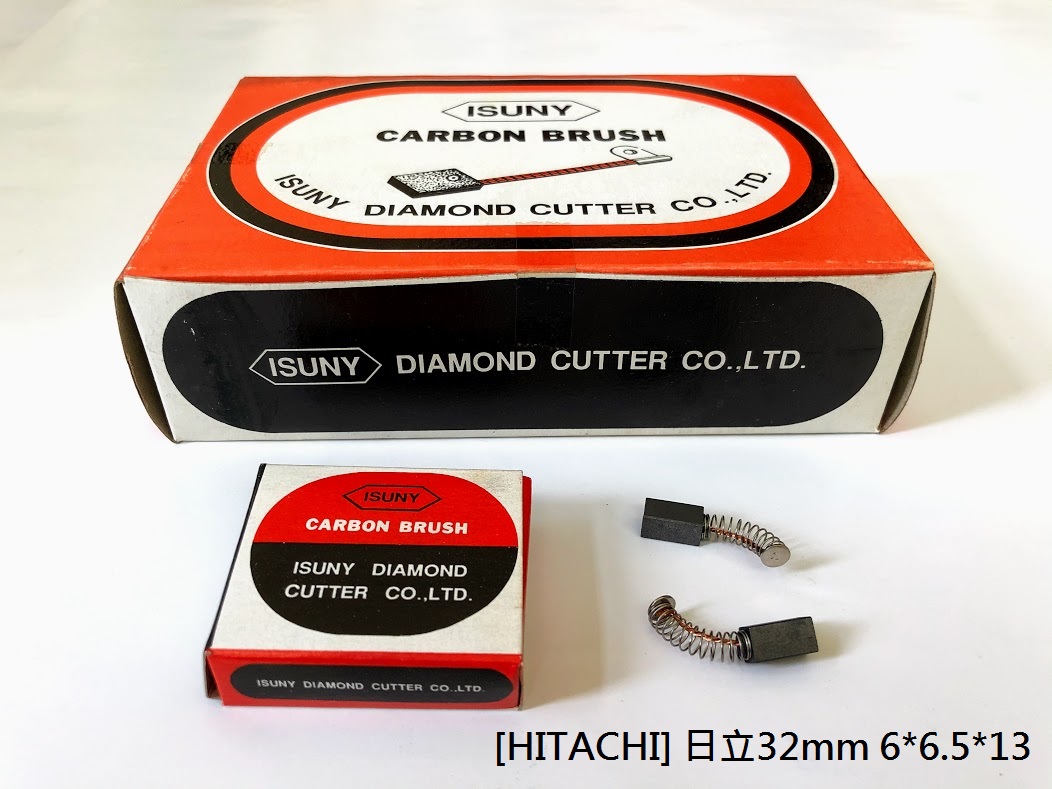 ISUNY
CARBON BRUSH
ISUNY DIAMOND CUTTER CO.,LTD.
ISUNY DIAMOND CUTTER CO.,LTD.
ISUNY
CARBON BRUSH
ISUNY DIAMOND
CUTTER CO.,LTD.
ISUNY DIAMOND CUTTER CO.,LTD.
[HITACHI] 日立32mm 6*6.5*13